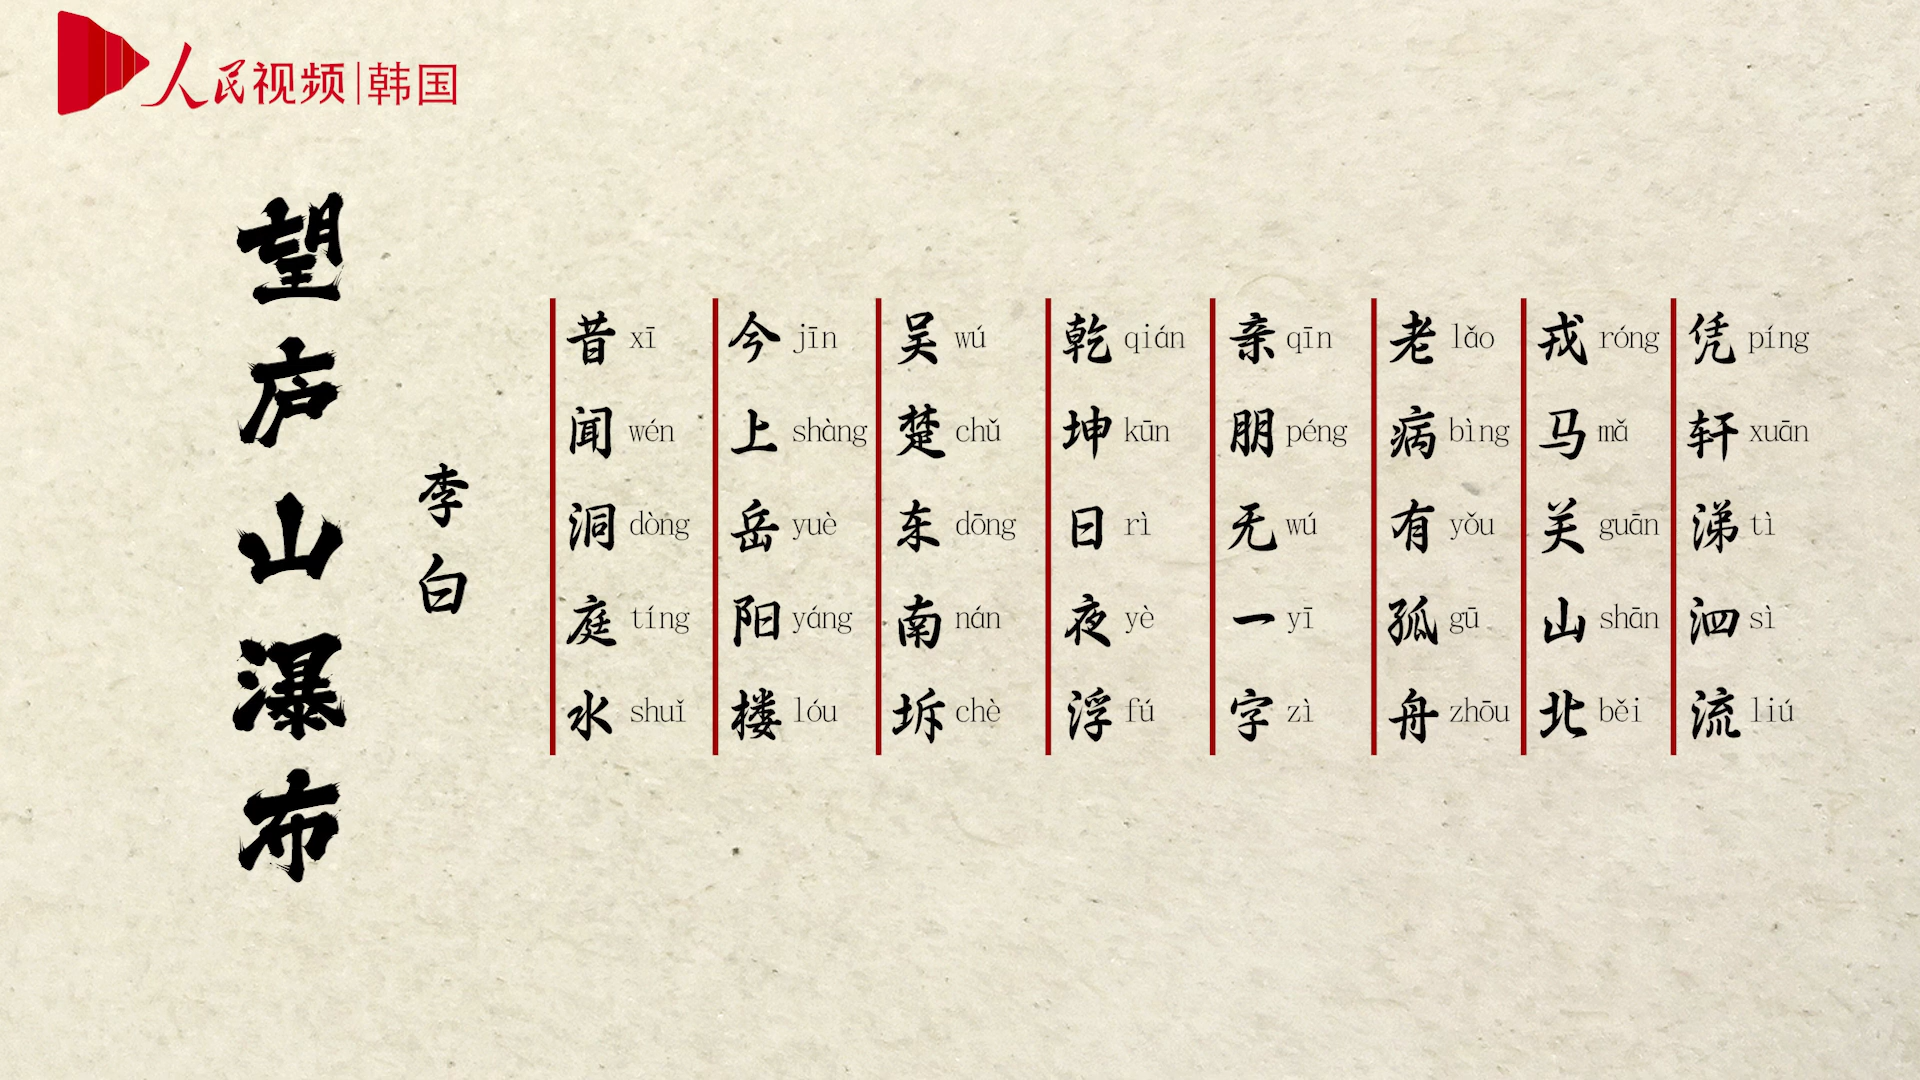 人民视频|韩国
望庐山瀑布
李白
昔 xī 闻 wén 洞 dòng 庭 tíng 水 shuǐ
今 jīn 上 shàng 岳 yuè 阳 yáng 楼 lóu
吴 wú 楚 chǔ 东 dōng 南 nán 坼 chè
乾 qián 坤 kūn 日 rì 夜 yè 浮 fú
亲 qīn 朋 péng 无 wú 一 yī 字 zì
老 lǎo 病 bìng 有 yǒu 孤 gū 舟 zhōu
戎 róng 马 mǎ 关 guān 山 shān 北 běi
凭 píng 轩 xuān 涕 tì 泗 sì 流 liú